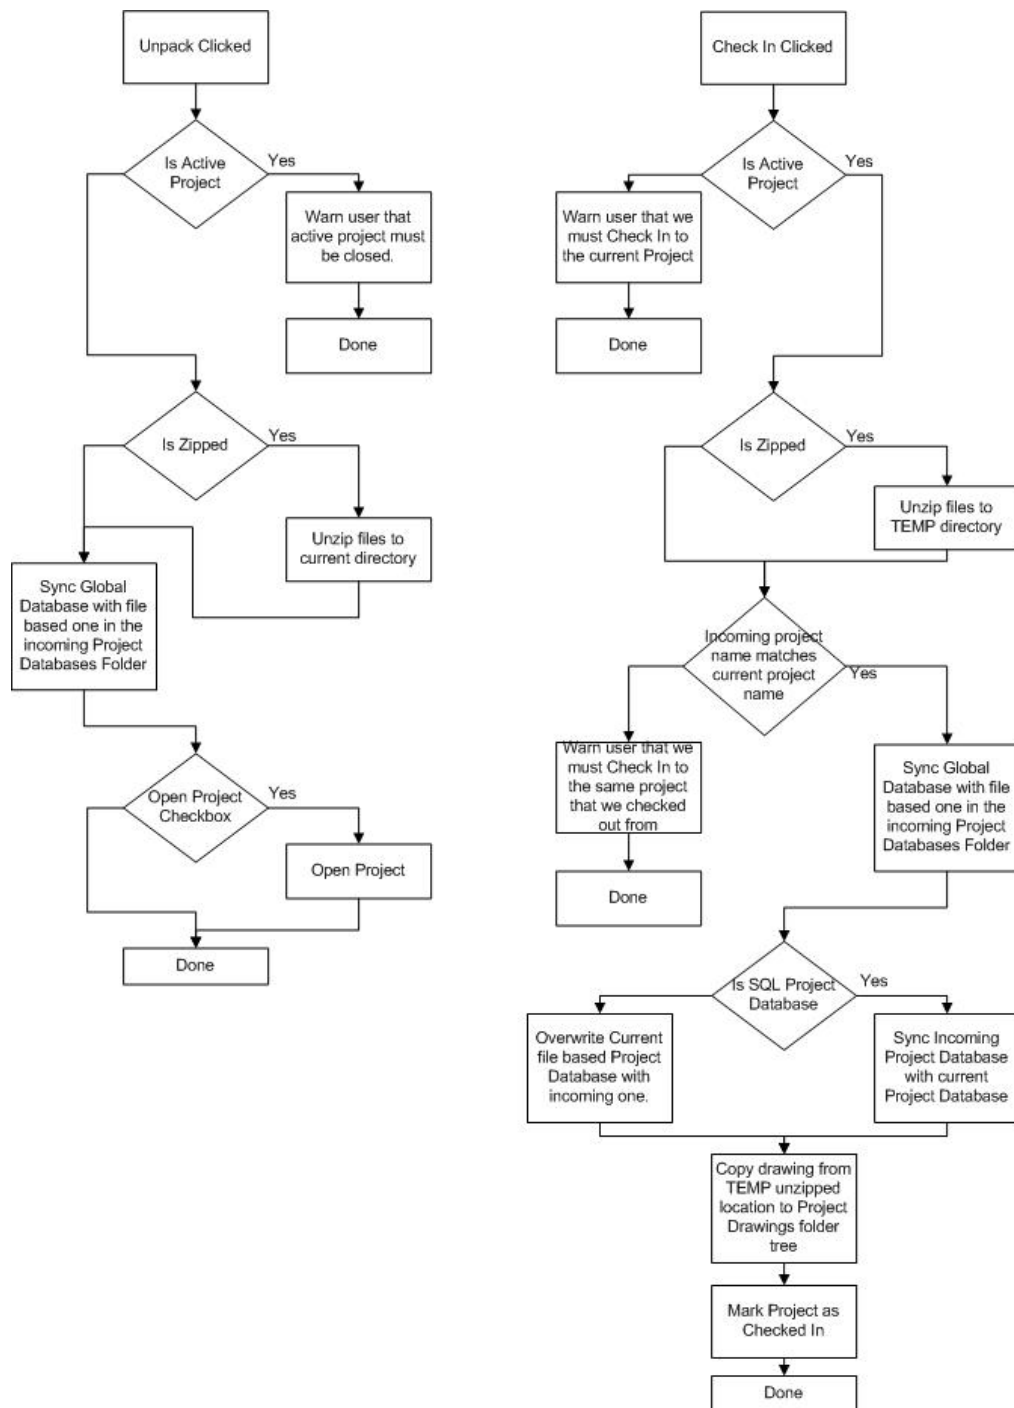 Unpack Clicked
Is Active
Project
Yes
Warn user that
active project must
be closed.
Done
Is Zipped
Yes
Unzip files to
current directory
Sync Global
Database with file
based one in the
incoming Project
Databases Folder
Open Project
Checkbox
Yes
Open Project
Done
Check In Clicked
Is Active
Project
Yes
Warn user that we
must Check In to
the current Project
Done
Is Zipped
Yes
Unzip files to
TEMP directory
Incoming project
name matches
current project
name
Yes
Warn user that we
must Check In to
the same project
that we checked
out from
Done
Sync Global
Database with file
based one in the
incoming Project
Databases Folder
Is SQL Project
Database
Yes
Overwrite Current
file based Project
Database with
incoming one.
Sync Incoming
Project Database
with current
Project Database
Copy drawing from
TEMP unzipped
location to Project
Drawings folder
tree
Mark Project as
Checked In
Done